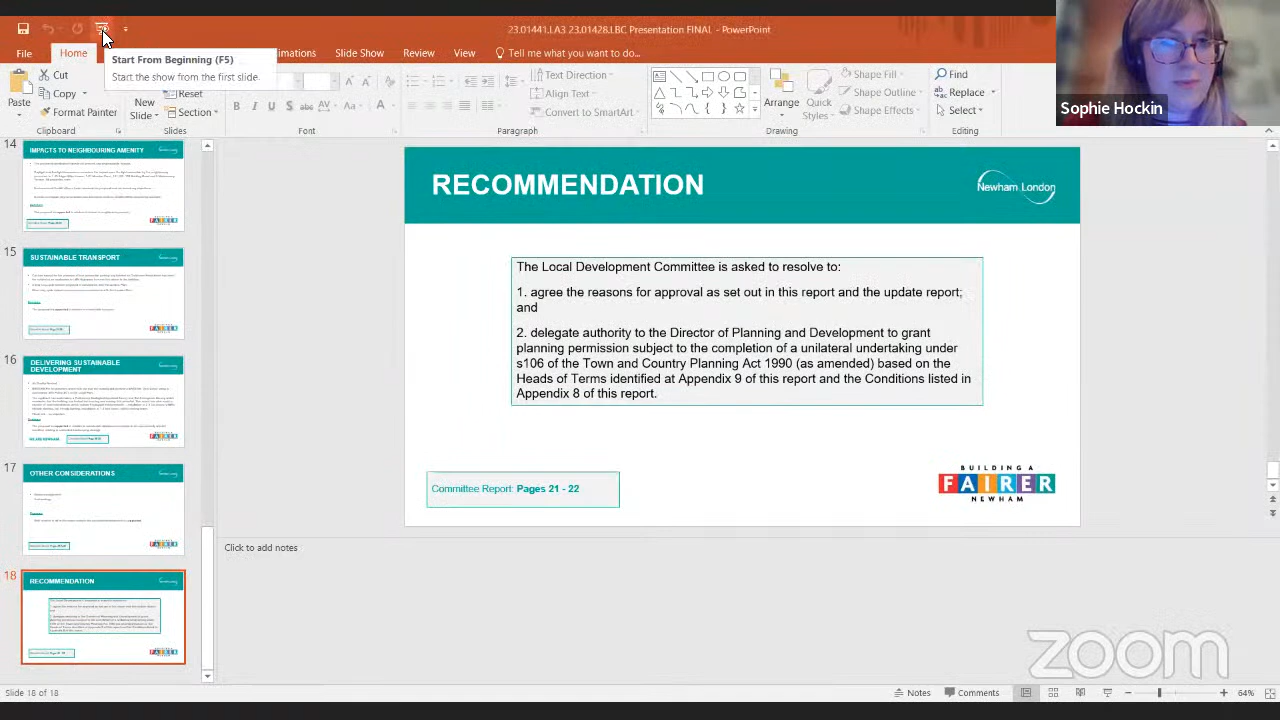 23.01441.LA3 23.01428.LBC Presentation FINAL - PowerPoint
File Home Animations Slide Show Review View Tell me what you want to do...
Start From Beginning (F5)
Start the show from the first slide.
Paste
Cut
Copy
Format Painter
Clipboard
New
Slide
Reset
Section
Font
Text Direction
Align Text
Convert to SmartArt
Paragraph
Arrange
Quick
Styles
Shape Fill
Shape Outline
Shape Effects
Drawing
Find
Replace
Select
Editing
Sophie Hockin
14
IMPACTS TO NEIGHBOURING AMENITY
15
SUSTAINABLE TRANSPORT
16
DELIVERING SUSTAINABLE
DEVELOPMENT
WE ARE NEWHAM
17
OTHER CONSIDERATIONS
18
RECOMMENDATION
RECOMMENDATION
Newham London
The Local Development Committee is recommended to:
1. agree the reasons for approval as set out in this report and the update report;
and
2. delegate authority to the Director of Planning and Development to grant
planning permission subject to the completion of a unilateral undertaking under
s106 of the Town and Country Planning Act 1990 (as amended) based on the
Heads of Terms identified at Appendix 9 of this report and the Conditions listed in
Appendix 8 of this report.
Committee Report: Pages 21 - 22
BUILDING A
FAIRER
NEWHAM
Click to add notes
zoom
Slide 18 of 18
Notes Comments 64%